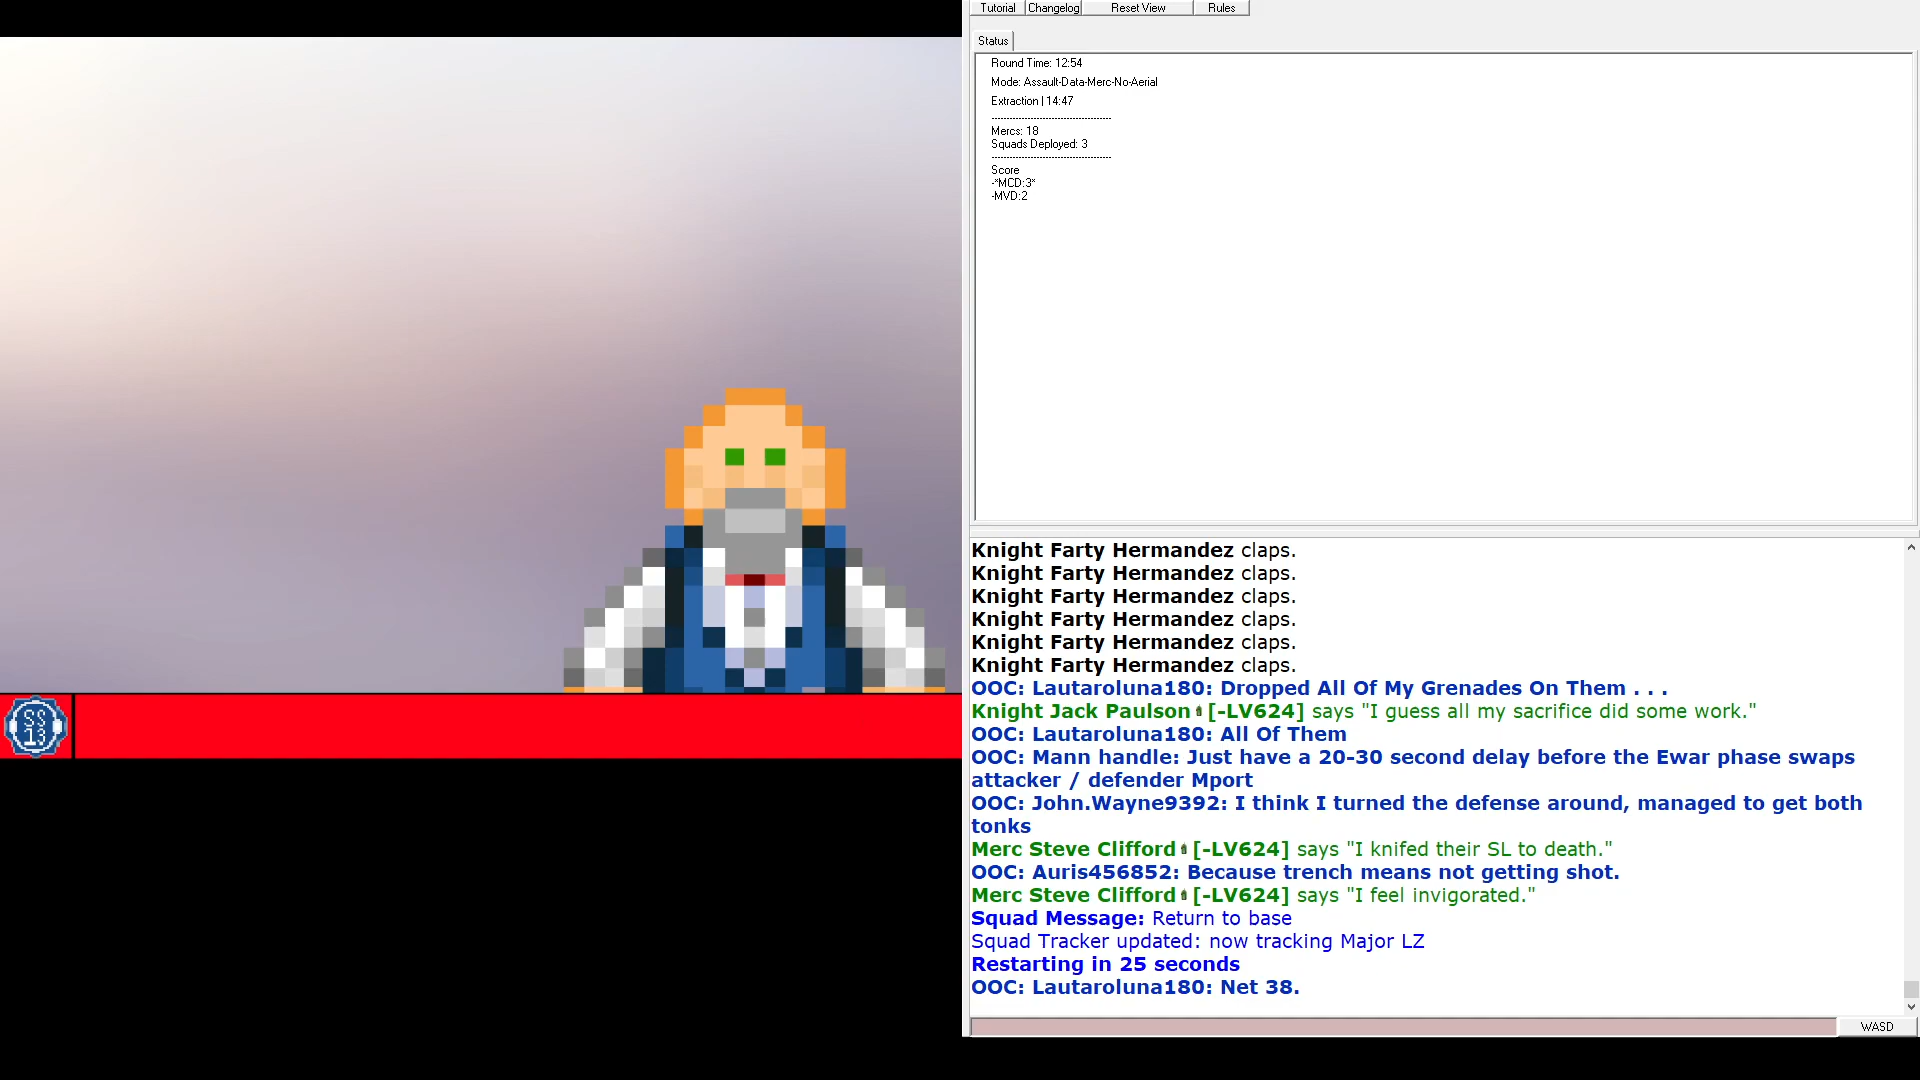 Tutorial Changelog Reset View Rules
Status
Round Time: 12:54
Mode: Assault-Data-Merc-No-Aerial
Extraction | 14:47
----------------------------------------
Mercs: 18
Squads Deployed: 3
----------------------------------------
Score
-*MCD:3*
-MVD:2
Knight Farty Hermandez claps.
Knight Farty Hermandez claps.
Knight Farty Hermandez claps.
Knight Farty Hermandez claps.
Knight Farty Hermandez claps.
Knight Farty Hermandez claps.
OOC: Lautaroluna180: Dropped All Of My Grenades On Them . . .
Knight Jack Paulson [-LV624] says "I guess all my sacrifice did some work."
OOC: Lautaroluna180: All Of Them
OOC: Mann handle: Just have a 20-30 second delay before the Ewar phase swaps
attacker / defender Mport
OOC: John.Wayne9392: I think I turned the defense around, managed to get both
tonks
Merc Steve Clifford [-LV624] says "I knifed their SL to death."
OOC: Auris456852: Because trench means not getting shot.
Merc Steve Clifford [-LV624] says "I feel invigorated."
Squad Message: Return to base
Squad Tracker updated: now tracking Major LZ
Restarting in 25 seconds
OOC: Lautaroluna180: Net 38.
SS
13
WASD